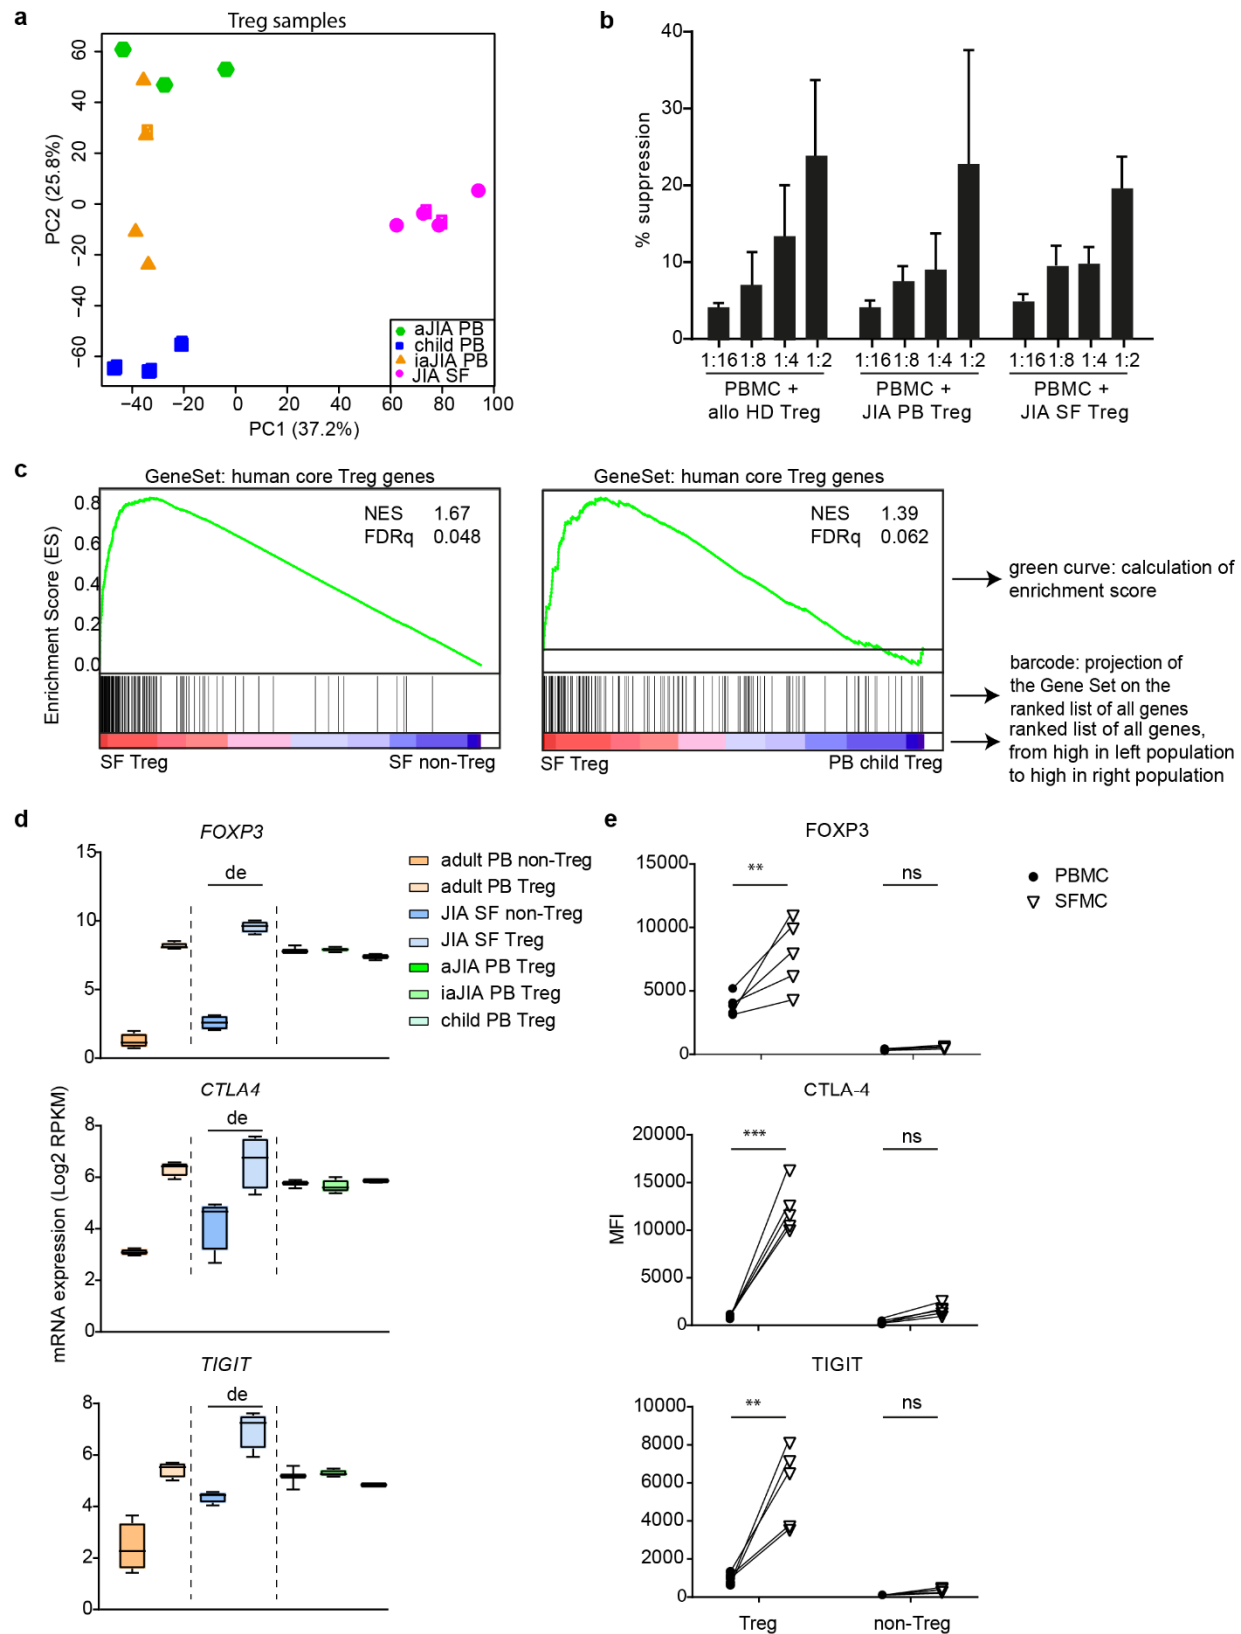 a
Treg samples
PC2 (25.8%)
60
40
20
0
−20
−40
−60
aJIA PB
child PB
iaJIA PB
JIA SF
−40
−20
0
20
40
60
80
100
PC1 (37.2%)
b
% suppression
40
30
20
10
0
1:16 1:8 1:4 1:2
1:16 1:8 1:4 1:2
1:16 1:8 1:4 1:2
PBMC +
allo HD Treg
PBMC +
JIA PB Treg
PBMC +
JIA SF Treg
c
GeneSet: human core Treg genes
Enrichment Score (ES)
0.8
0.6
0.4
0.2
0.0
NES 1.67
FDRq 0.048
SF Treg
SF non-Treg
GeneSet: human core Treg genes
NES 1.39
FDRq 0.062
SF Treg
PB child Treg
green curve: calculation of
enrichment score
barcode: projection of
the Gene Set on the
ranked list of all genes
ranked list of all genes,
from high in left population
to high in right population
d
mRNA expression (Log2 RPKM)
FOXP3
15
10
5
0
de
adult PB non-Treg
adult PB Treg
JIA SF non-Treg
JIA SF Treg
aJIA PB Treg
iaJIA PB Treg
child PB Treg
CTLA4
8
6
4
2
0
de
TIGIT
8
6
4
2
0
de
e
MFI
FOXP3
15000
10000
5000
0
**
ns
PBMC
SFMC
CTLA-4
20000
15000
10000
5000
0
***
ns
TIGIT
10000
8000
6000
4000
2000
0
**
ns
Treg
non-Treg